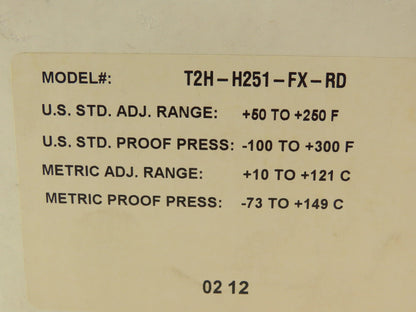 MODEL#: T2H-H251-FX-RD
U.S. STD. ADJ. RANGE: +50 TO +250 F
U.S. STD. PROOF PRESS: -100 TO +300 F
METRIC ADJ. RANGE: +10 TO +121 C
METRIC PROOF PRESS: -73 TO +149 C
02 12